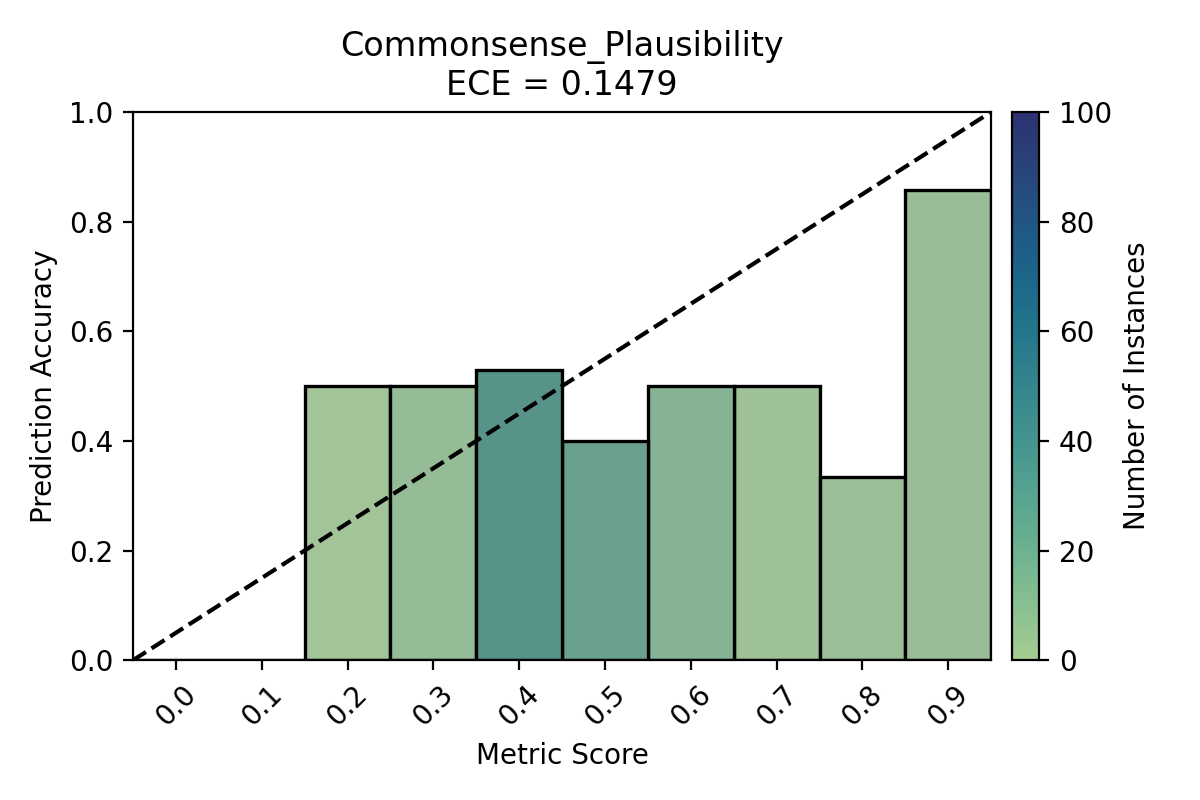 Commonsense_Plausibility
ECE = 0.1479
1.0
0.8
0.6
0.4
0.2
0.0
Prediction Accuracy
0.0 0.1 0.2 0.3 0.4 0.5 0.6 0.7 0.8 0.9
Metric Score
100
80
60
40
20
0
Number of Instances